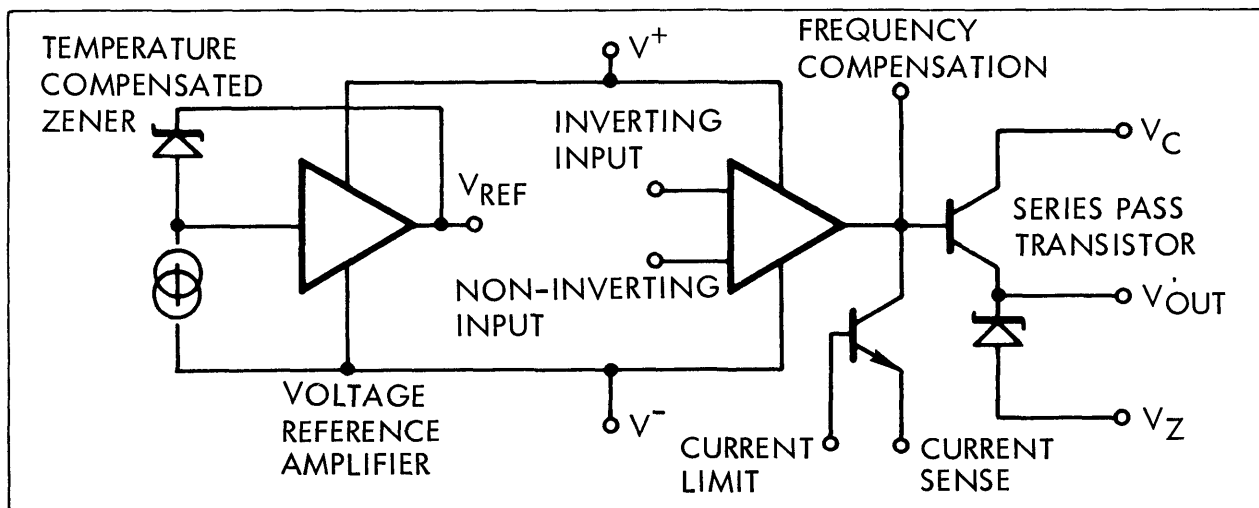 TEMPERATURE
COMPENSATED
ZENER
V+
FREQUENCY
COMPENSATION
INVERTING
INPUT
VC
VREF
SERIES PASS
TRANSISTOR
NON-INVERTING
INPUT
VOUT
VOLTAGE
REFERENCE
AMPLIFIER
V-
CURRENT
LIMIT
CURRENT
SENSE
VZ